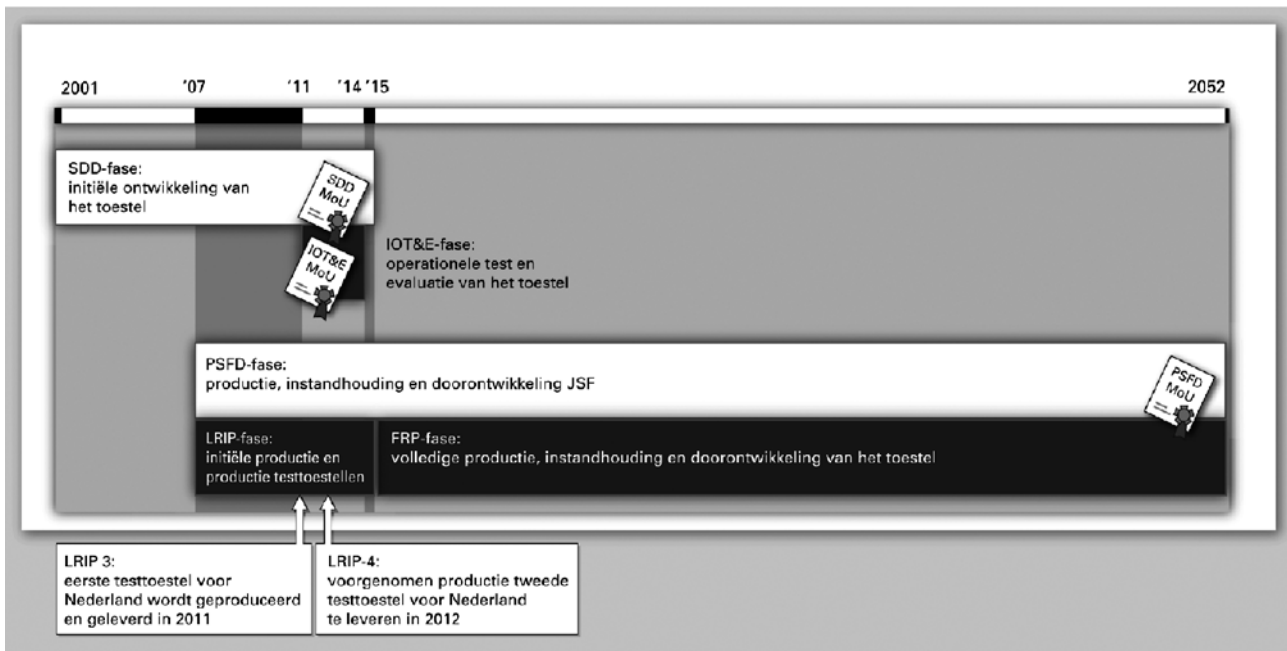 2001 '07 '11 '14 '15 2052
SDD-fase:
initiële ontwikkeling van
het toestel
SDD
MoU
IOT&E
MoU
IOT&E-fase:
operationele test en
evaluatie van het toestel
PSFD-fase:
productie, instandhouding en doorontwikkeling JSF
PSFD
MoU
LRIP-fase:
initiële productie en
productie testtoestellen
FRP-fase:
volledige productie, instandhouding en doorontwikkeling van het toestel
LRIP 3:
eerste testtoestel voor
Nederland wordt geproduceerd
en geleverd in 2011
LRIP-4:
voorgenomen productie tweede
testtoestel voor Nederland
te leveren in 2012